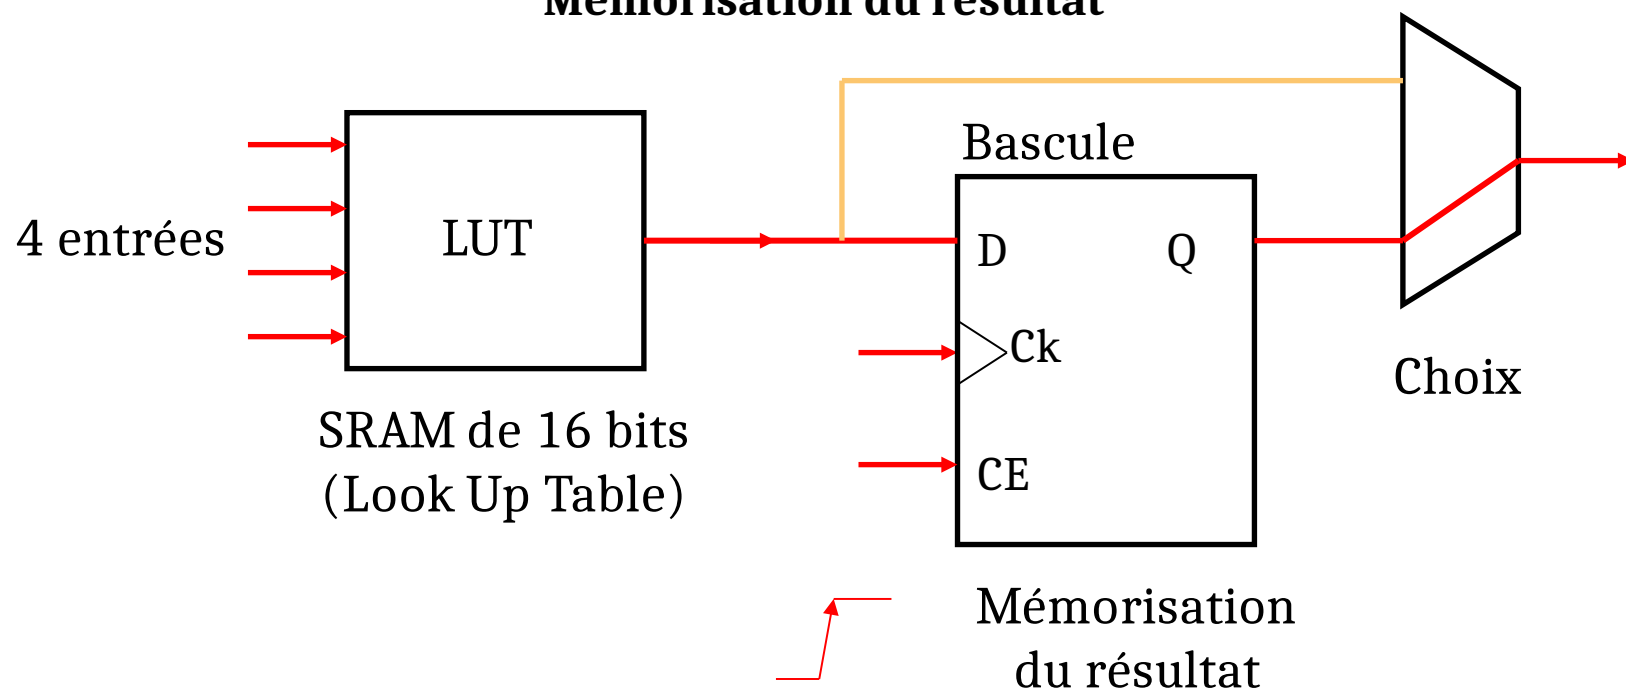 Mémorisation du résultat
Bascule
4 entrées
LUT
D
Q
Ck
Choix
SRAM de 16 bits
(Look Up Table)
CE
Mémorisation
du résultat